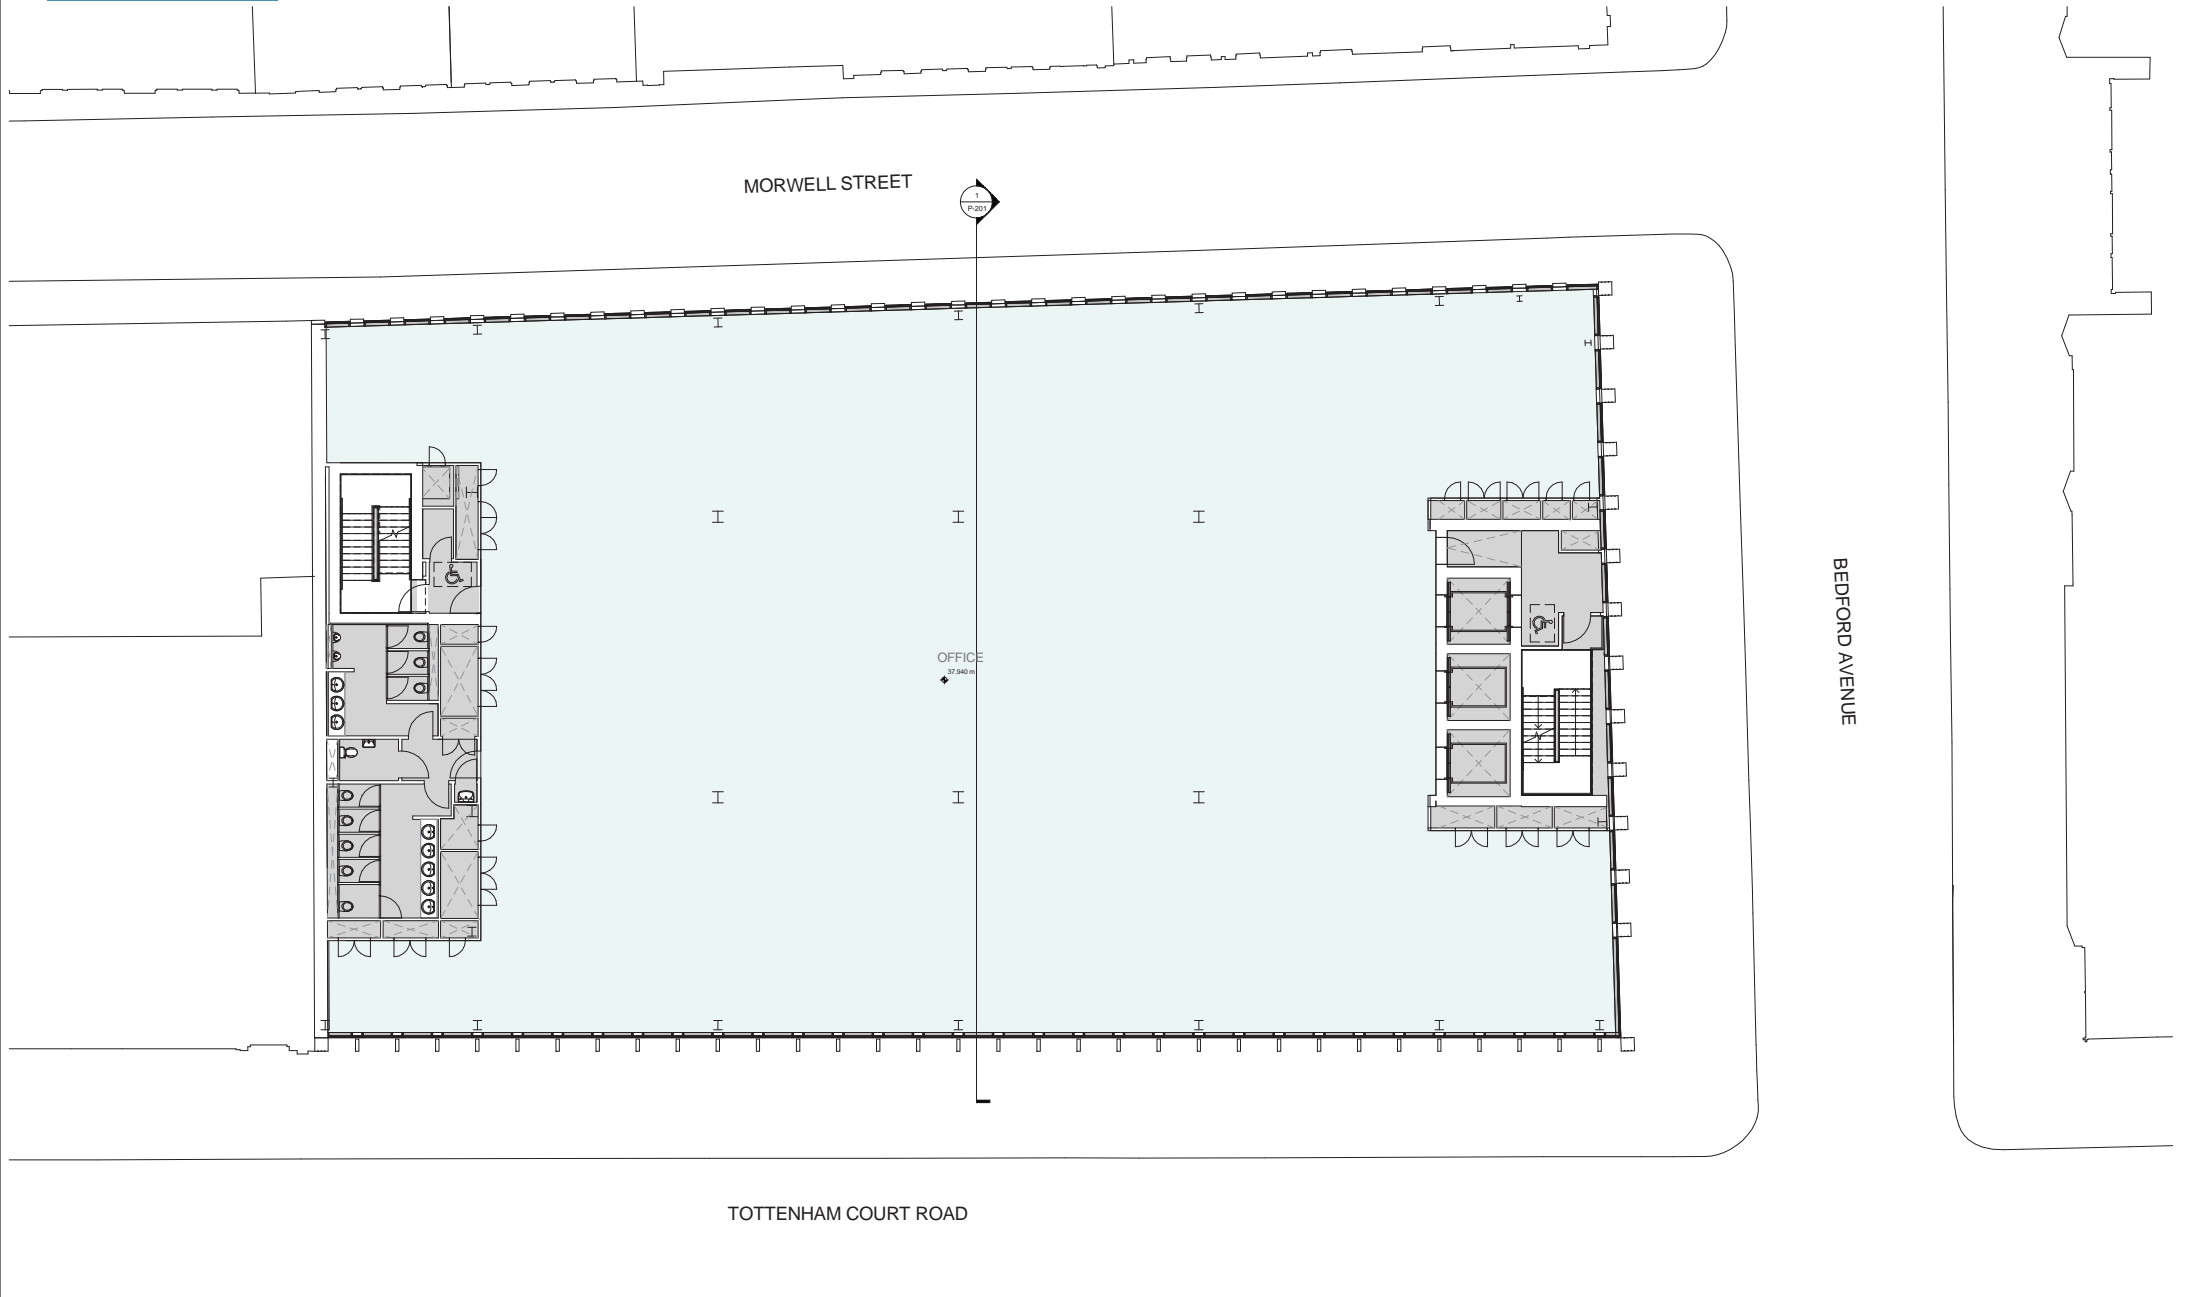 MORWELL STREET
1
P-201
BEDFORD AVENUE
OFFICE
37.940 m
TOTTENHAM COURT ROAD